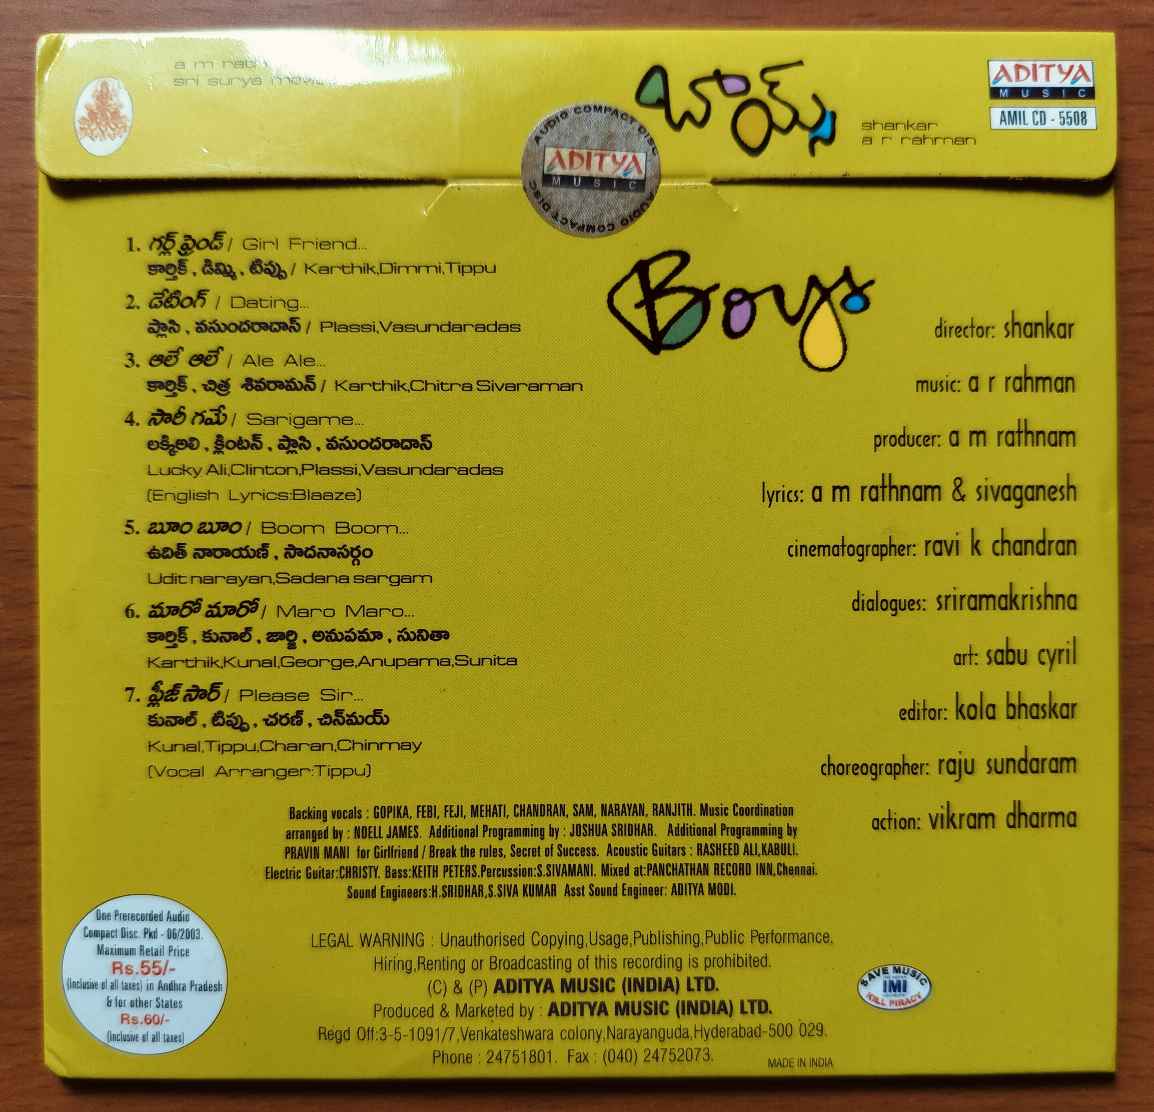 a m rat
sri surya movi
బాయ్స్
shankar
a r rahman
ADITYA
MUSIC
AMIL CD - 5508
AUDIO COMPACT DISC
ADITYA
MUSIC
AUDIO COMPACT DISC
Boys
1. గర్ల్ ఫ్రెండ్ / Girl Friend...
కార్తిక్, డిమ్మి, టిప్పు / Karthik,Dimmi,Tippu
2. డేటింగ్ / Dating...
ప్లాసి, వసుందరాదాస్ / Plassi,Vasundaradas
3. ఆలే ఆలే / Ale Ale...
కార్తిక్, చిత్ర శివరామన్ / Karthik,Chitra Sivaraman
4. సారీ గమే / Sarigame...
లక్కిఅలి, క్లింటన్, ప్లాసి, వసుందరాదాస్
Lucky Ali,Clinton,Plassi,Vasundaradas
(English Lyrics:Blaaze)
5. బూం బూం / Boom Boom...
ఉదిత్ నారాయణ్, సాదనాసర్గం
Udit narayan,Sadana sargam
6. మారో మారో / Maro Maro...
కార్తిక్, కునాల్, జార్జి, అనుపమా, సునితా
Karthik,Kunal,George,Anupama,Sunita
7. ప్లీజ్ సార్ / Please Sir...
కునాల్, టిప్పు, చరణ్, చిన్‌మయ్
Kunal,Tippu,Charan,Chinmay
(Vocal Arranger:Tippu)
director: shankar
music: a r rahman
producer: a m rathnam
lyrics: a m rathnam & sivaganesh
cinematographer: ravi k chandran
dialogues: sriramakrishna
art: sabu cyril
editor: kola bhaskar
choreographer: raju sundaram
action: vikram dharma
Backing vocals : GOPIKA, FEBI, FEJI, MEHATI, CHANDRAN, SAM, NARAYAN, RANJITH. Music Coordination
arranged by : NOELL JAMES. Additional Programming by : JOSHUA SRIDHAR. Additional Programming by
PRAVIN MANI for Girlfriend / Break the rules, Secret of Success. Acoustic Guitars : RASHEED ALI,KABULI.
Electric Guitar:CHRISTY. Bass:KEITH PETERS.Percussion:S.SIVAMANI. Mixed at:PANCHATHAN RECORD INN,Chennai.
Sound Engineers:H.SRIDHAR,S.SIVA KUMAR Asst Sound Engineer: ADITYA MODI.
One Prerecorded Audio
Compact Disc. Pkd - 06/2003.
Maximum Retail Price
Rs.55/-
(Inclusive of all taxes) in Andhra Pradesh
& for other States
Rs.60/-
(Inclusive of all taxes)
LEGAL WARNING : Unauthorised Copying,Usage,Publishing,Public Performance,
Hiring,Renting or Broadcasting of this recording is prohibited.
(C) & (P) ADITYA MUSIC (INDIA) LTD.
Produced & Marketed by : ADITYA MUSIC (INDIA) LTD.
Regd Off:3-5-1091/7,Venkateshwara colony,Narayanguda,Hyderabad-500 029.
Phone : 24751801. Fax : (040) 24752073.
MADE IN INDIA
SAVE MUSIC
IMI
KILL PIRACY